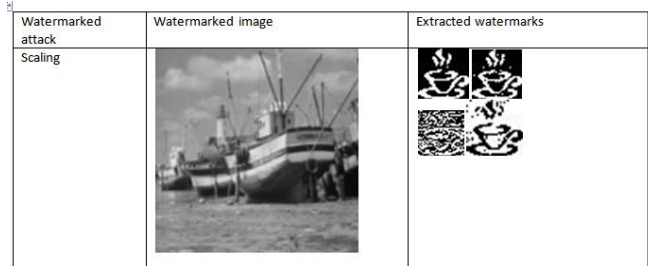 Watermarked attack
Watermarked image
Extracted watermarks
Scaling